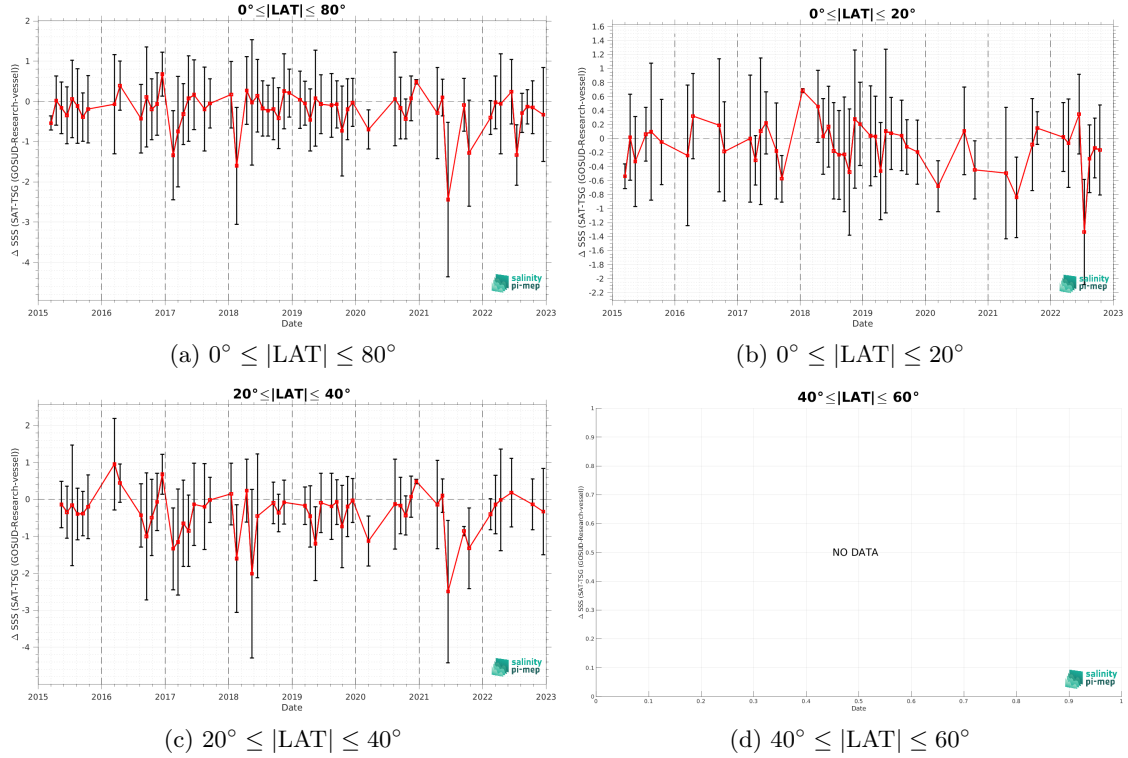 0°≤|LAT|≤ 80°
Δ SSS (SAT-TSG (GOSUD-Research-vessel))
2
1
0
-1
-2
-3
-4
2015 2016 2017 2018 2019 2020 2021 2022 2023
Date
salinity
pi-mep
(a) 0° ≤ |LAT| ≤ 80°
0°≤|LAT|≤ 20°
Δ SSS (SAT-TSG (GOSUD-Research-vessel))
1.6
1.4
1.2
1
0.8
0.6
0.4
0.2
0
-0.2
-0.4
-0.6
-0.8
-1
-1.2
-1.4
-1.6
-1.8
-2
-2.2
2015 2016 2017 2018 2019 2020 2021 2022 2023
Date
salinity
pi-mep
(b) 0° ≤ |LAT| ≤ 20°
20°≤|LAT|≤ 40°
Δ SSS (SAT-TSG (GOSUD-Research-vessel))
2
1
0
-1
-2
-3
-4
2015 2016 2017 2018 2019 2020 2021 2022 2023
Date
salinity
pi-mep
(c) 20° ≤ |LAT| ≤ 40°
40°≤|LAT|≤ 60°
Δ SSS (SAT-TSG (GOSUD-Research-vessel))
1
0.9
0.8
0.7
0.6
0.5
0.4
0.3
0.2
0.1
0
NO DATA
0 0.1 0.2 0.3 0.4 0.5 0.6 0.7 0.8 0.9 1
Date
salinity
pi-mep
(d) 40° ≤ |LAT| ≤ 60°